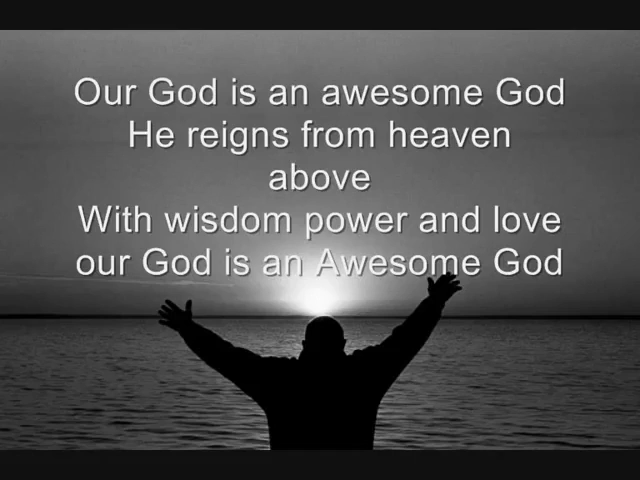 Our God is an awesome God
He reigns from heaven
above
With wisdom power and love
our God is an Awesome God